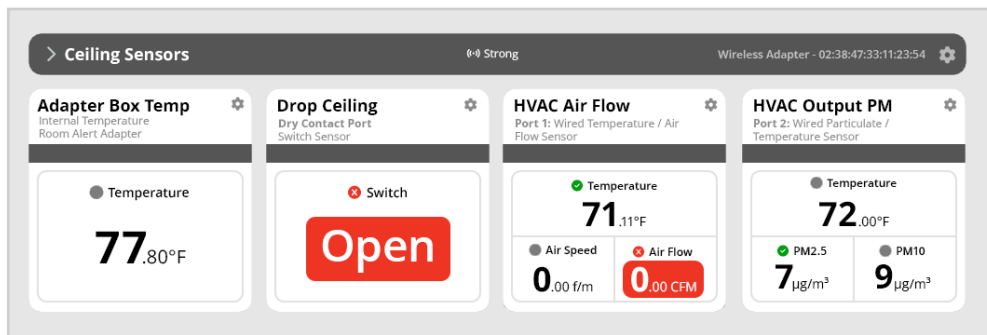 Ceiling Sensors
Strong
Wireless Adapter - 02:38:47:33:11:23:54
Adapter Box Temp
Internal Temperature
Room Alert Adapter
Temperature
77.80°F
Drop Ceiling
Dry Contact Port
Switch Sensor
Switch
Open
HVAC Air Flow
Port 1: Wired Temperature / Air
Flow Sensor
Temperature
71.11°F
Air Speed
0.00 f/m
Air Flow
0.00 CFM
HVAC Output PM
Port 2: Wired Particulate /
Temperature Sensor
Temperature
72.00°F
PM2.5
7µg/m³
PM10
9µg/m³